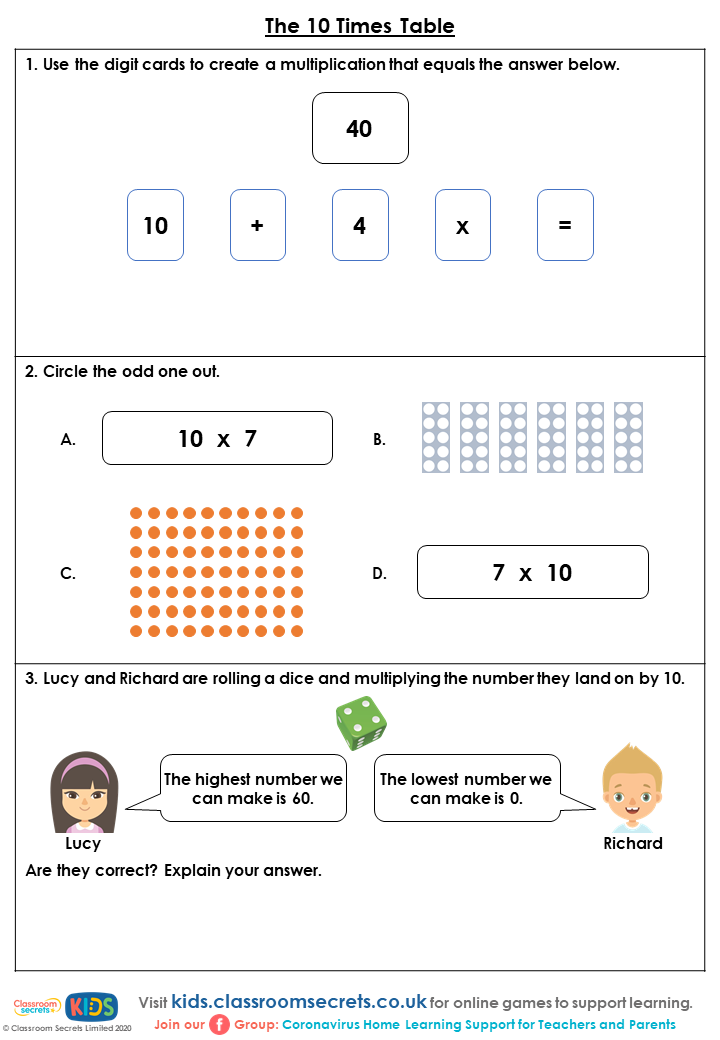 The 10 Times Table
1. Use the digit cards to create a multiplication that equals the answer below.
40
10 + 4 x =
2. Circle the odd one out.
A. 10 x 7 B.
C. D. 7 x 10
3. Lucy and Richard are rolling a dice and multiplying the number they land on by 10.
The highest number we
can make is 60.
The lowest number we
can make is 0.
Lucy
Richard
Are they correct? Explain your answer.
Classroom
secrets
KIDS
© Classroom Secrets Limited 2020
Visit kids.classroomsecrets.co.uk for online games to support learning.
Join our f Group: Coronavirus Home Learning Support for Teachers and Parents